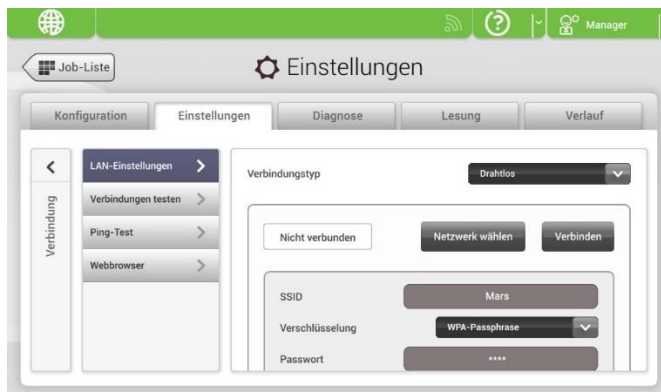 Manager
Job-Liste
Einstellungen
Konfiguration Einstellungen Diagnose Lesung Verlauf
Verbindung
LAN-Einstellungen
Verbindungen testen
Ping-Test
Webbrowser
Verbindungstyp Drahtlos
Nicht verbunden Netzwerk wählen Verbinden
SSID Mars
Verschlüsselung WPA-Passphrase
Passwort ****